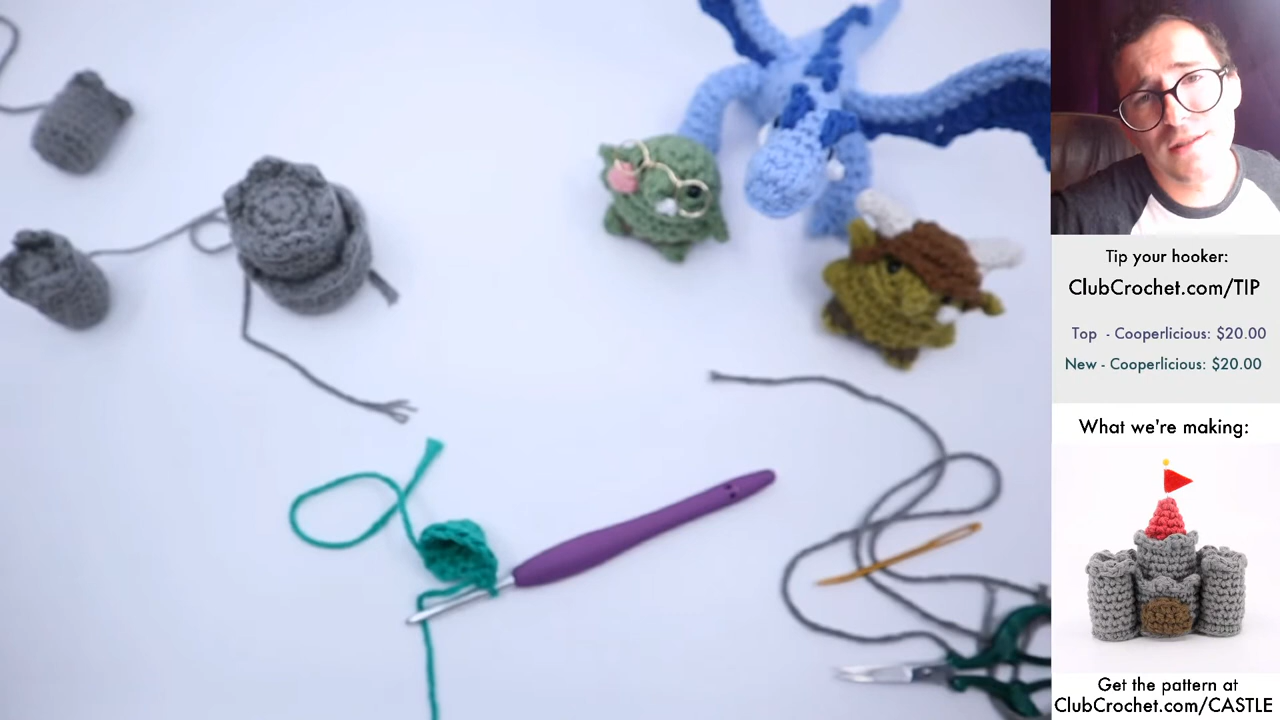 Tip your hooker:
ClubCrochet.com/TIP
Top - Cooperlicious: $20.00
New - Cooperlicious: $20.00
What we're making:
Get the pattern at
ClubCrochet.com/CASTLE